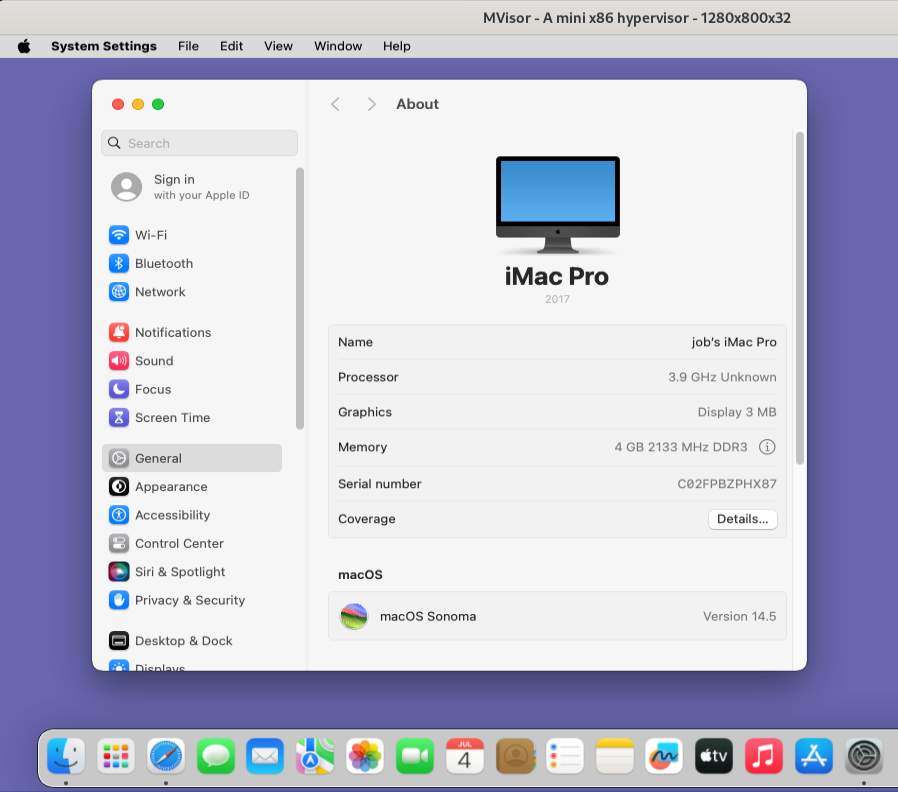 MVisor - A mini x86 hypervisor - 1280x800x32
System Settings File Edit View Window Help
About
Search
Sign in
with your Apple ID
Wi-Fi
Bluetooth
Network
Notifications
Sound
Focus
Screen Time
General
Appearance
Accessibility
Control Center
Siri & Spotlight
Privacy & Security
Desktop & Dock
Displays
iMac Pro
2017
Name job's iMac Pro
Processor 3.9 GHz Unknown
Graphics Display 3 MB
Memory 4 GB 2133 MHz DDR3
Serial number C02FPBZPHX87
Coverage Details...
macOS
macOS Sonoma Version 14.5
JUL
4
tv